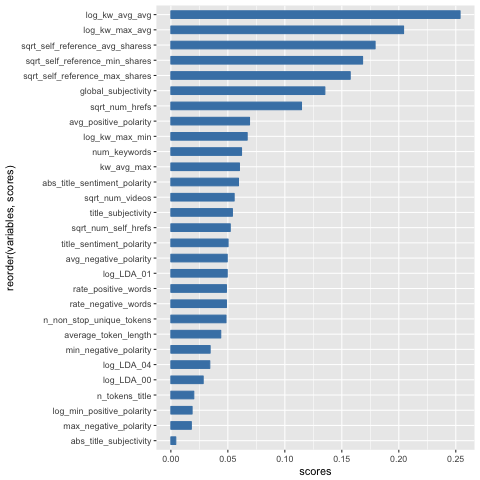 log_kw_avg_avg
log_kw_max_avg
sqrt_self_reference_avg_sharess
sqrt_self_reference_min_shares
sqrt_self_reference_max_shares
global_subjectivity
sqrt_num_hrefs
avg_positive_polarity
log_kw_max_min
num_keywords
kw_avg_max
abs_title_sentiment_polarity
sqrt_num_videos
title_subjectivity
sqrt_num_self_hrefs
title_sentiment_polarity
avg_negative_polarity
log_LDA_01
rate_positive_words
rate_negative_words
n_non_stop_unique_tokens
average_token_length
min_negative_polarity
log_LDA_04
log_LDA_00
n_tokens_title
log_min_positive_polarity
max_negative_polarity
abs_title_subjectivity
reorder(variables, scores)
0.00 0.05 0.10 0.15 0.20 0.25
scores